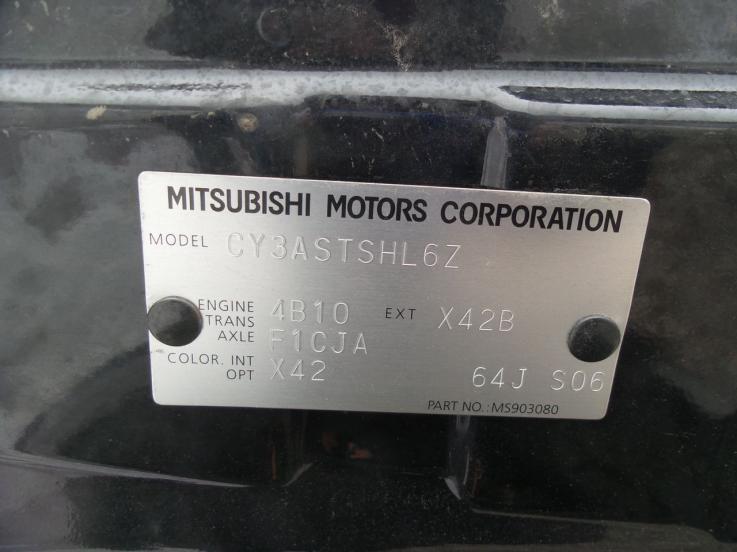 MITSUBISHI MOTORS CORPORATION
MODEL CY3ASTSHL6Z
ENGINE 4B10 EXT X42B
TRANS AXLE F1CJA
COLOR. INT X42
OPT 64J S06
PART NO.: MS903080